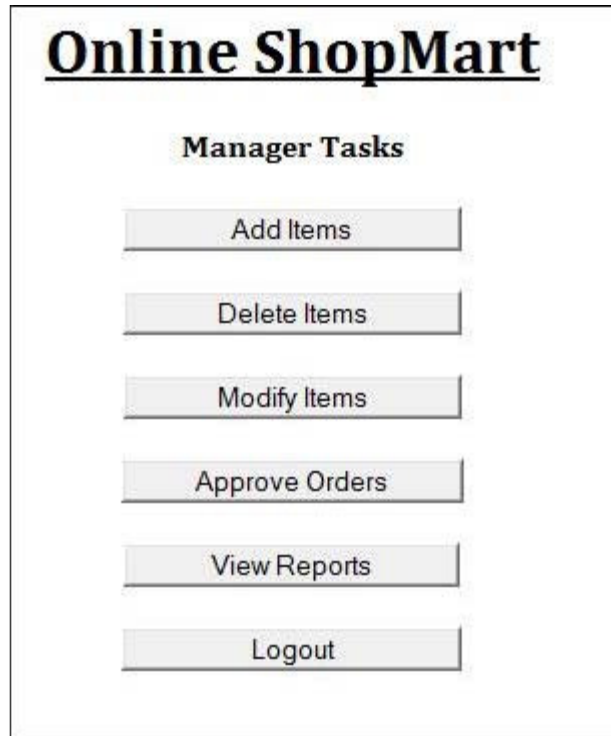 Online ShopMart
Manager Tasks
Add Items
Delete Items
Modify Items
Approve Orders
View Reports
Logout